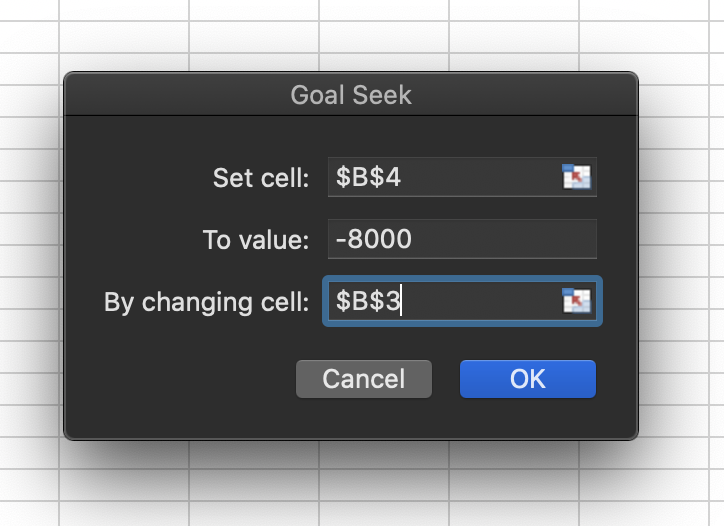 Goal Seek
Set cell: $B$4
To value: -8000
By changing cell: $B$3
Cancel OK